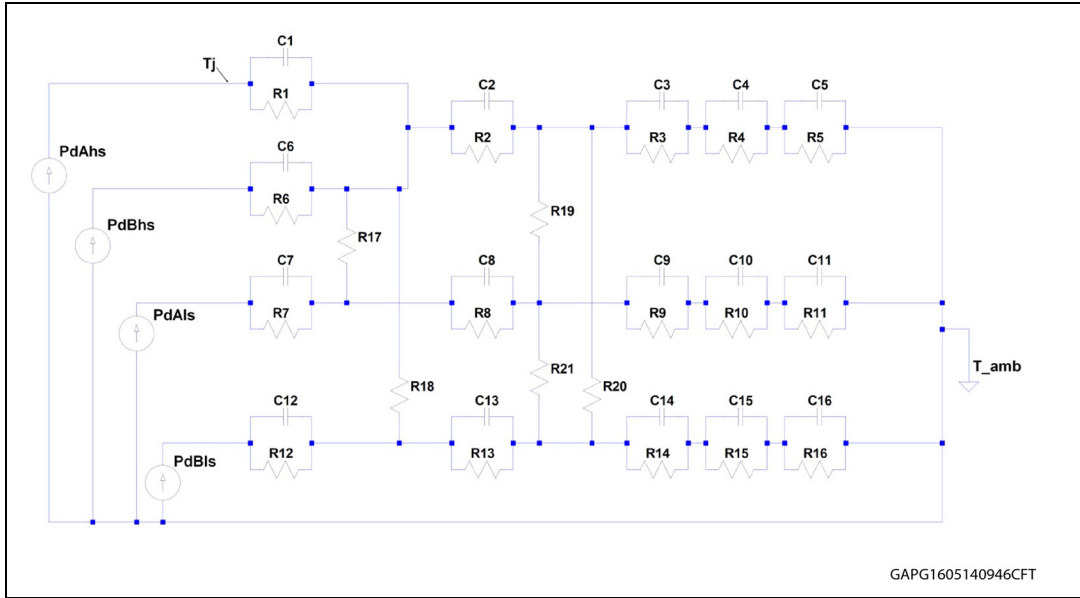 C1
Tj
R1
C2
C3
C4
C5
R2
R3
R4
R5
PdAhs
C6
R6
PdBhs
R19
R17
C7
C8
C9
C10
C11
R7
R8
R9
R10
R11
PdAls
R21
R20
R18
T_amb
C12
C13
C14
C15
C16
R12
R13
R14
R15
R16
PdBls
GAPG1605140946CFT